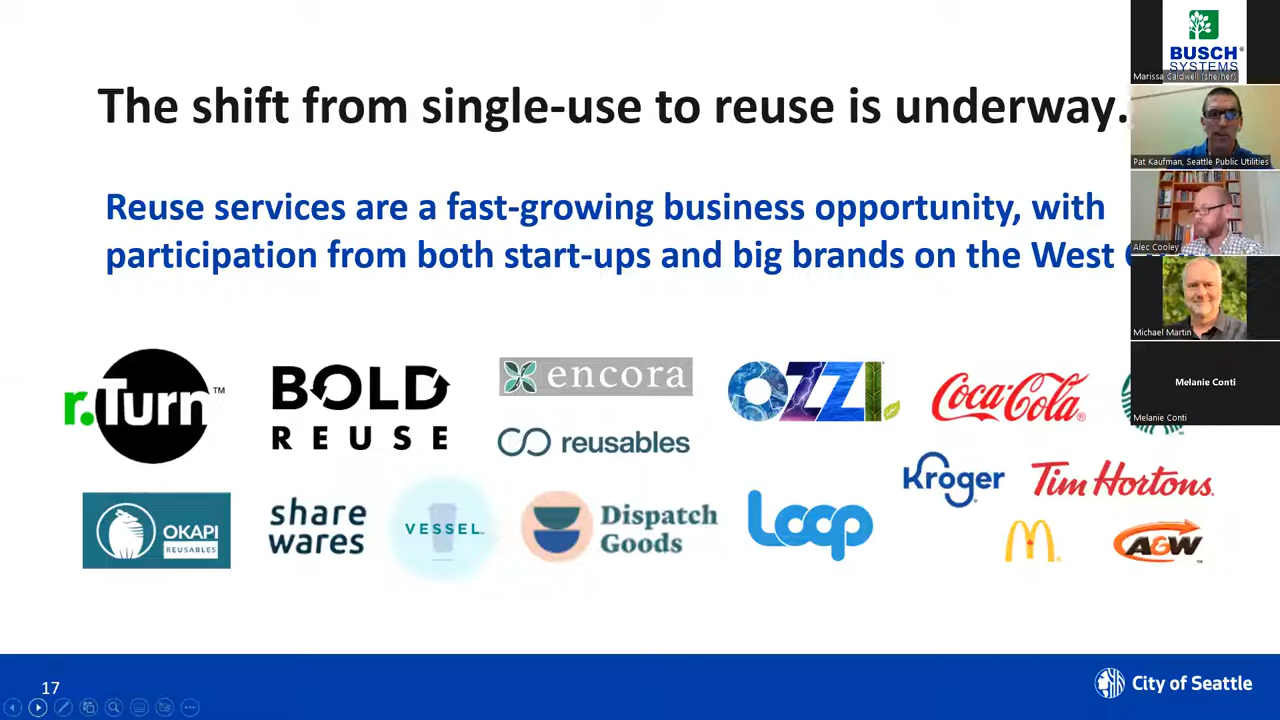 BUSCH®
SYSTEMS
Marissa Caldwell (she/her)
The shift from single-use to reuse is underway.
Pat Kaufman, Seattle Public Utilities
Reuse services are a fast-growing business opportunity, with
participation from both start-ups and big brands on the West
Alec Cooley
Michael Martin
Melanie Conti
Melanie Conti
r.Turn™
BOLD
REUSE
encora
reusables
OZZI
Coca-Cola®
Kroger
Tim Hortons.
OKAPI
REUSABLES
share
wares
VESSEL
Dispatch
Goods
Loop
A&W™
17
City of Seattle